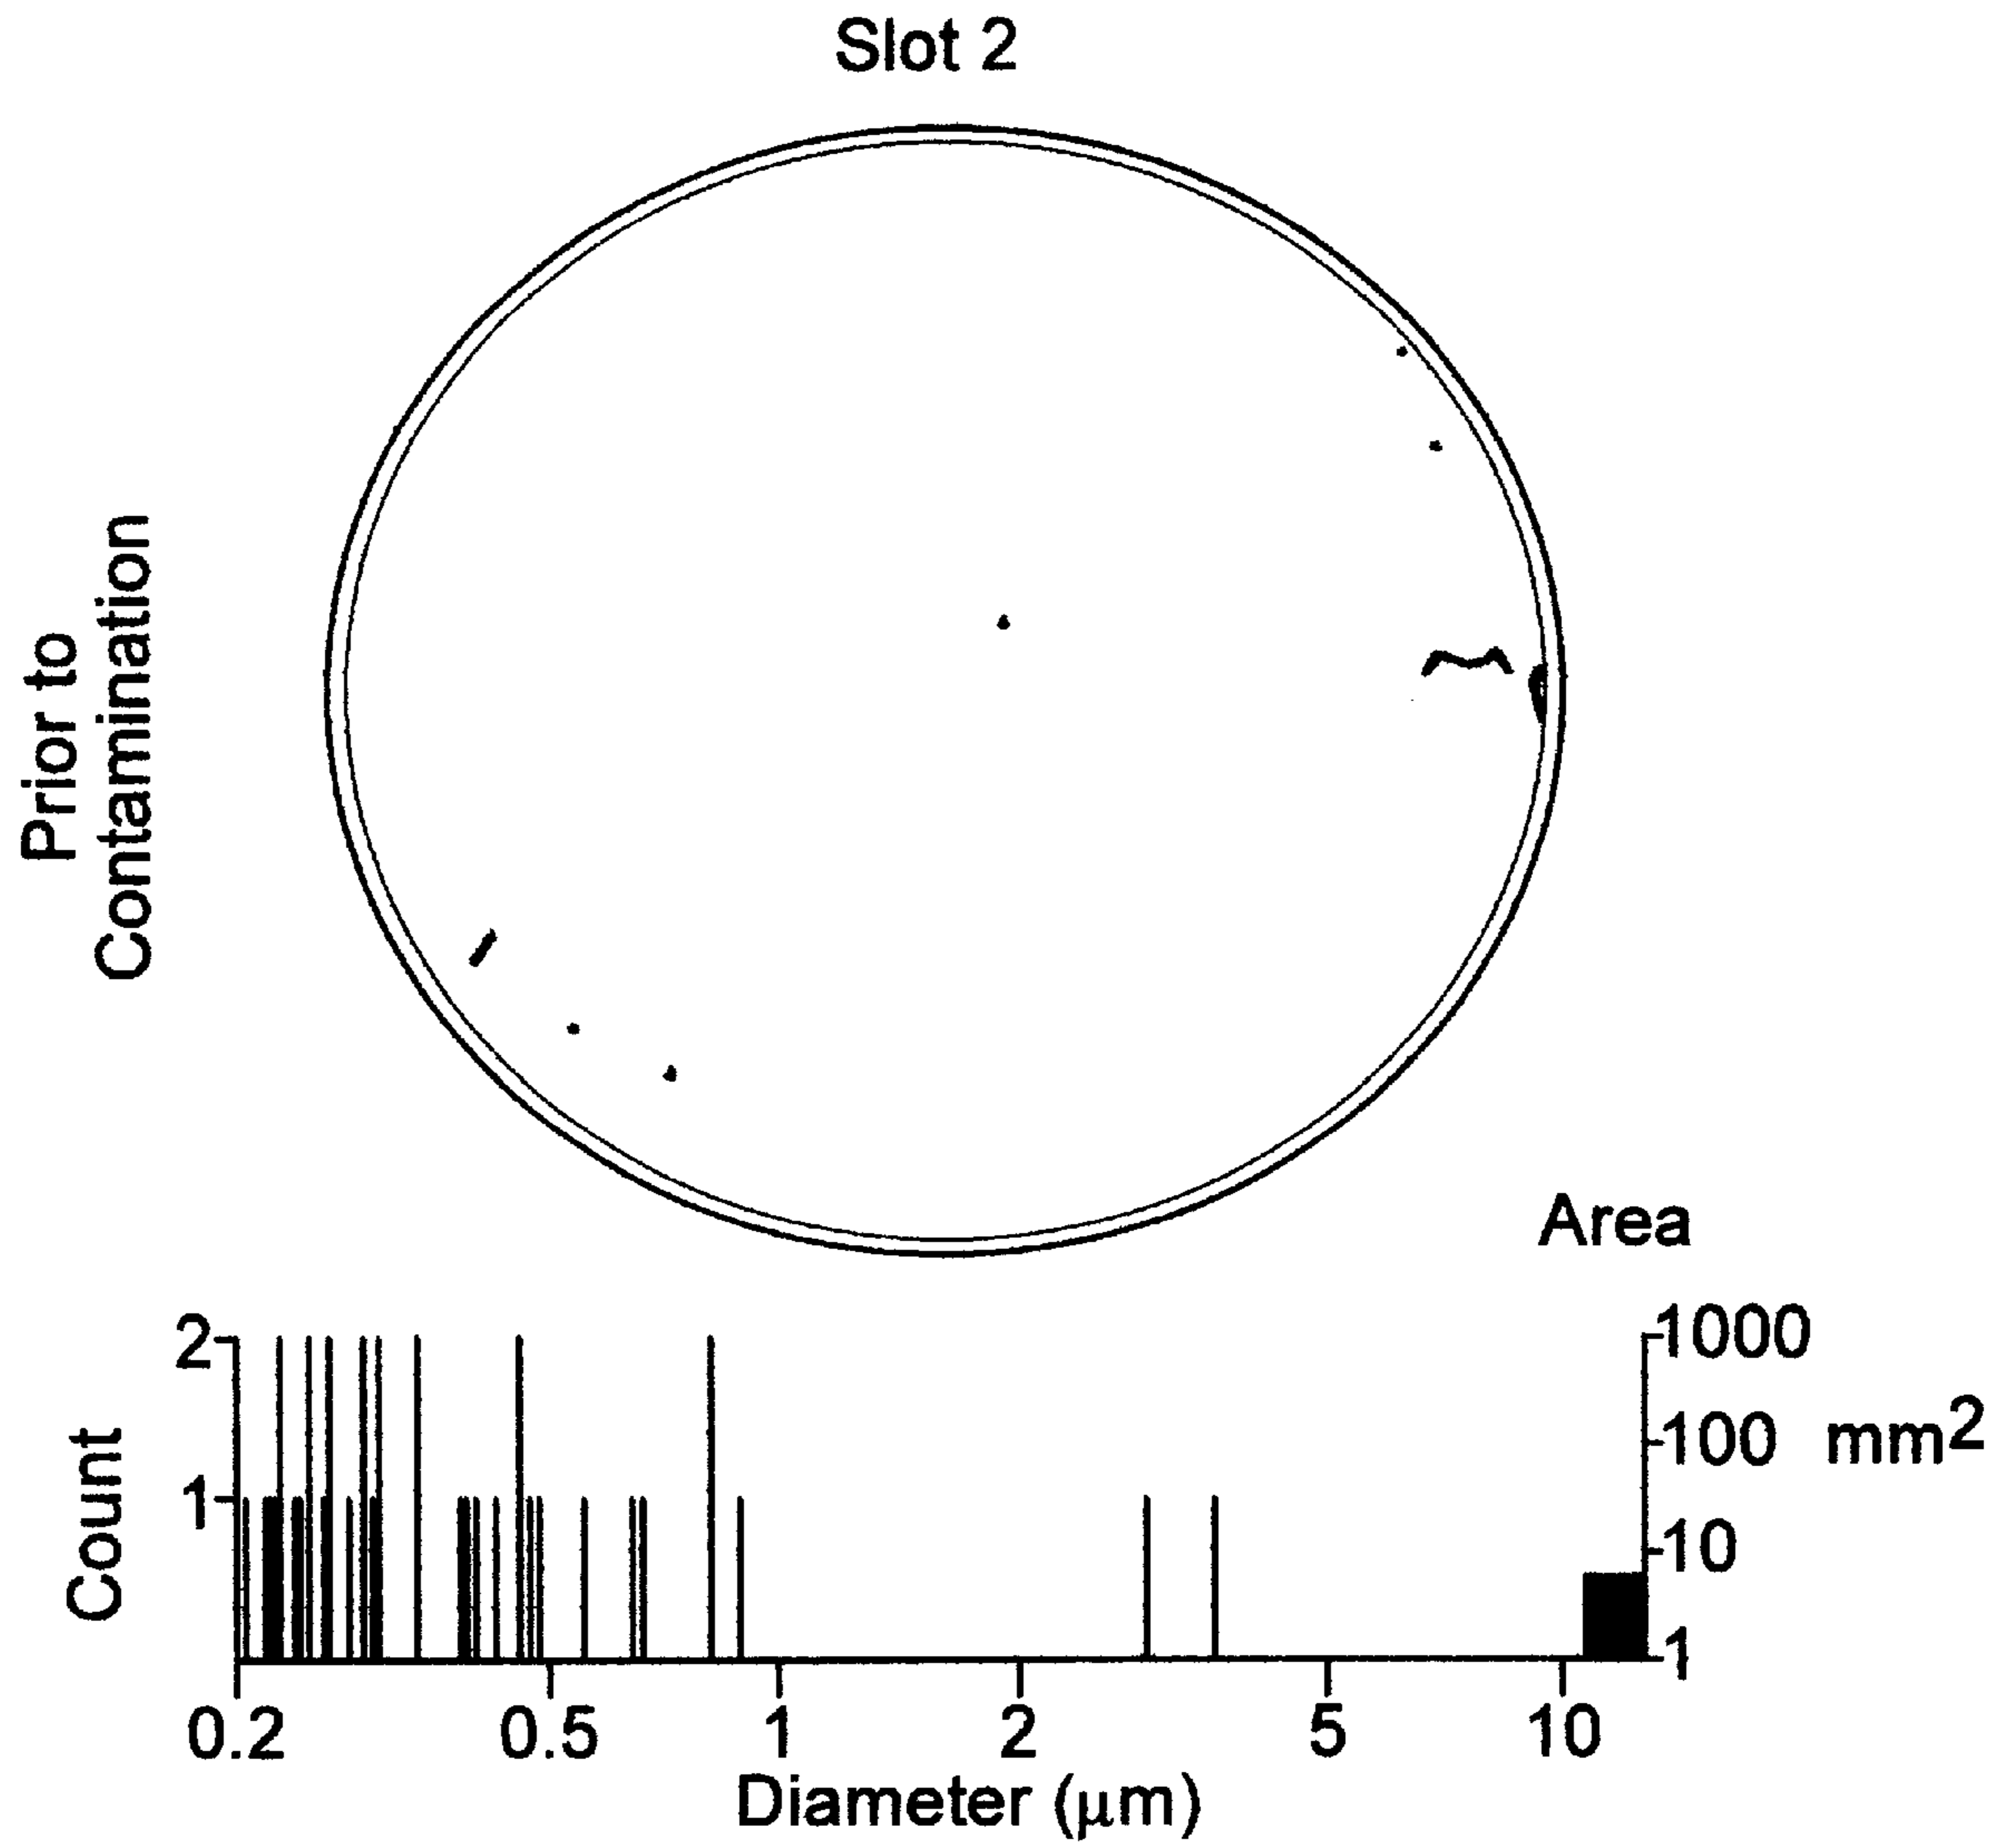 Slot 2
Prior to
Contamination
Area
2
1
Count
1000
100 mm2
10
1
0.2 0.5 1 2 5 10
Diameter (μm)